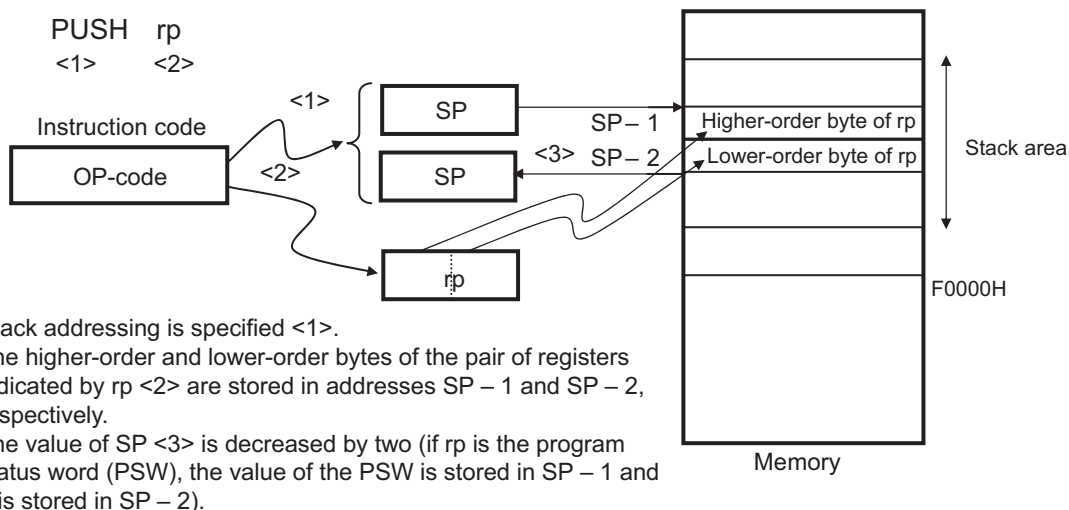 PUSH rp
<1> <2>
Instruction code
OP-code
<1>
<2>
SP
SP
<3>
rp
SP – 1
SP – 2
Higher-order byte of rp
Lower-order byte of rp
Stack area
F0000H
Memory
ack addressing is specified <1>.
he higher-order and lower-order bytes of the pair of registers
dicated by rp <2> are stored in addresses SP – 1 and SP – 2,
spectively.
he value of SP <3> is decreased by two (if rp is the program
atus word (PSW), the value of the PSW is stored in SP – 1 and
is stored in SP – 2).